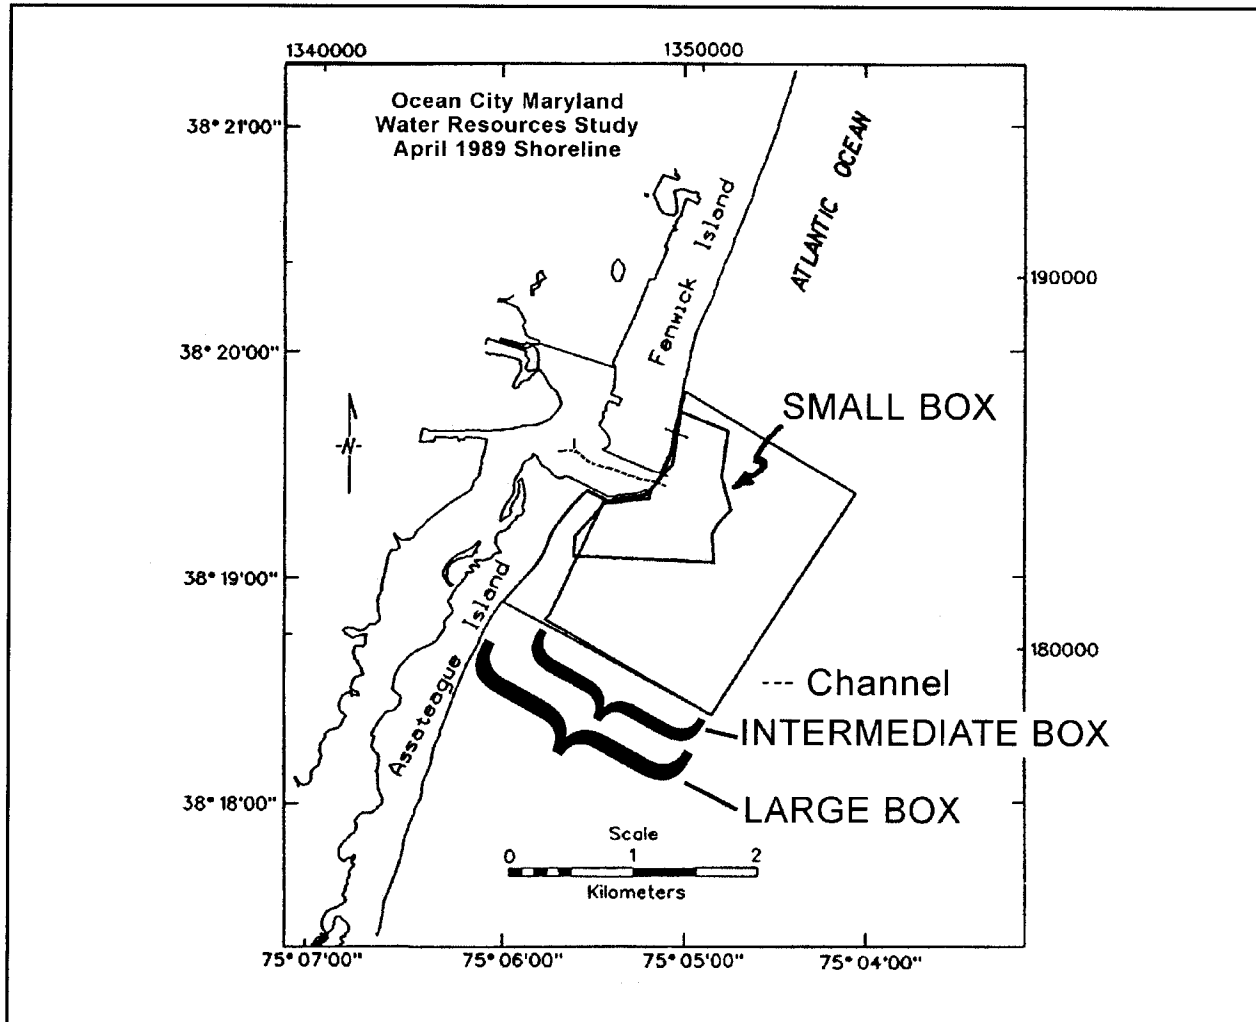 1340000
1350000
Ocean City Maryland
Water Resources Study
April 1989 Shoreline
38° 21'00"
ATLANTIC OCEAN
Fenwick Island
190000
38° 20'00"
SMALL BOX
-N-
38° 19'00"
Assateague Island
180000
--- Channel
INTERMEDIATE BOX
38° 18'00"
LARGE BOX
Scale
0 1 2
Kilometers
75° 07'00" 75° 06'00" 75° 05'00" 75° 04'00"